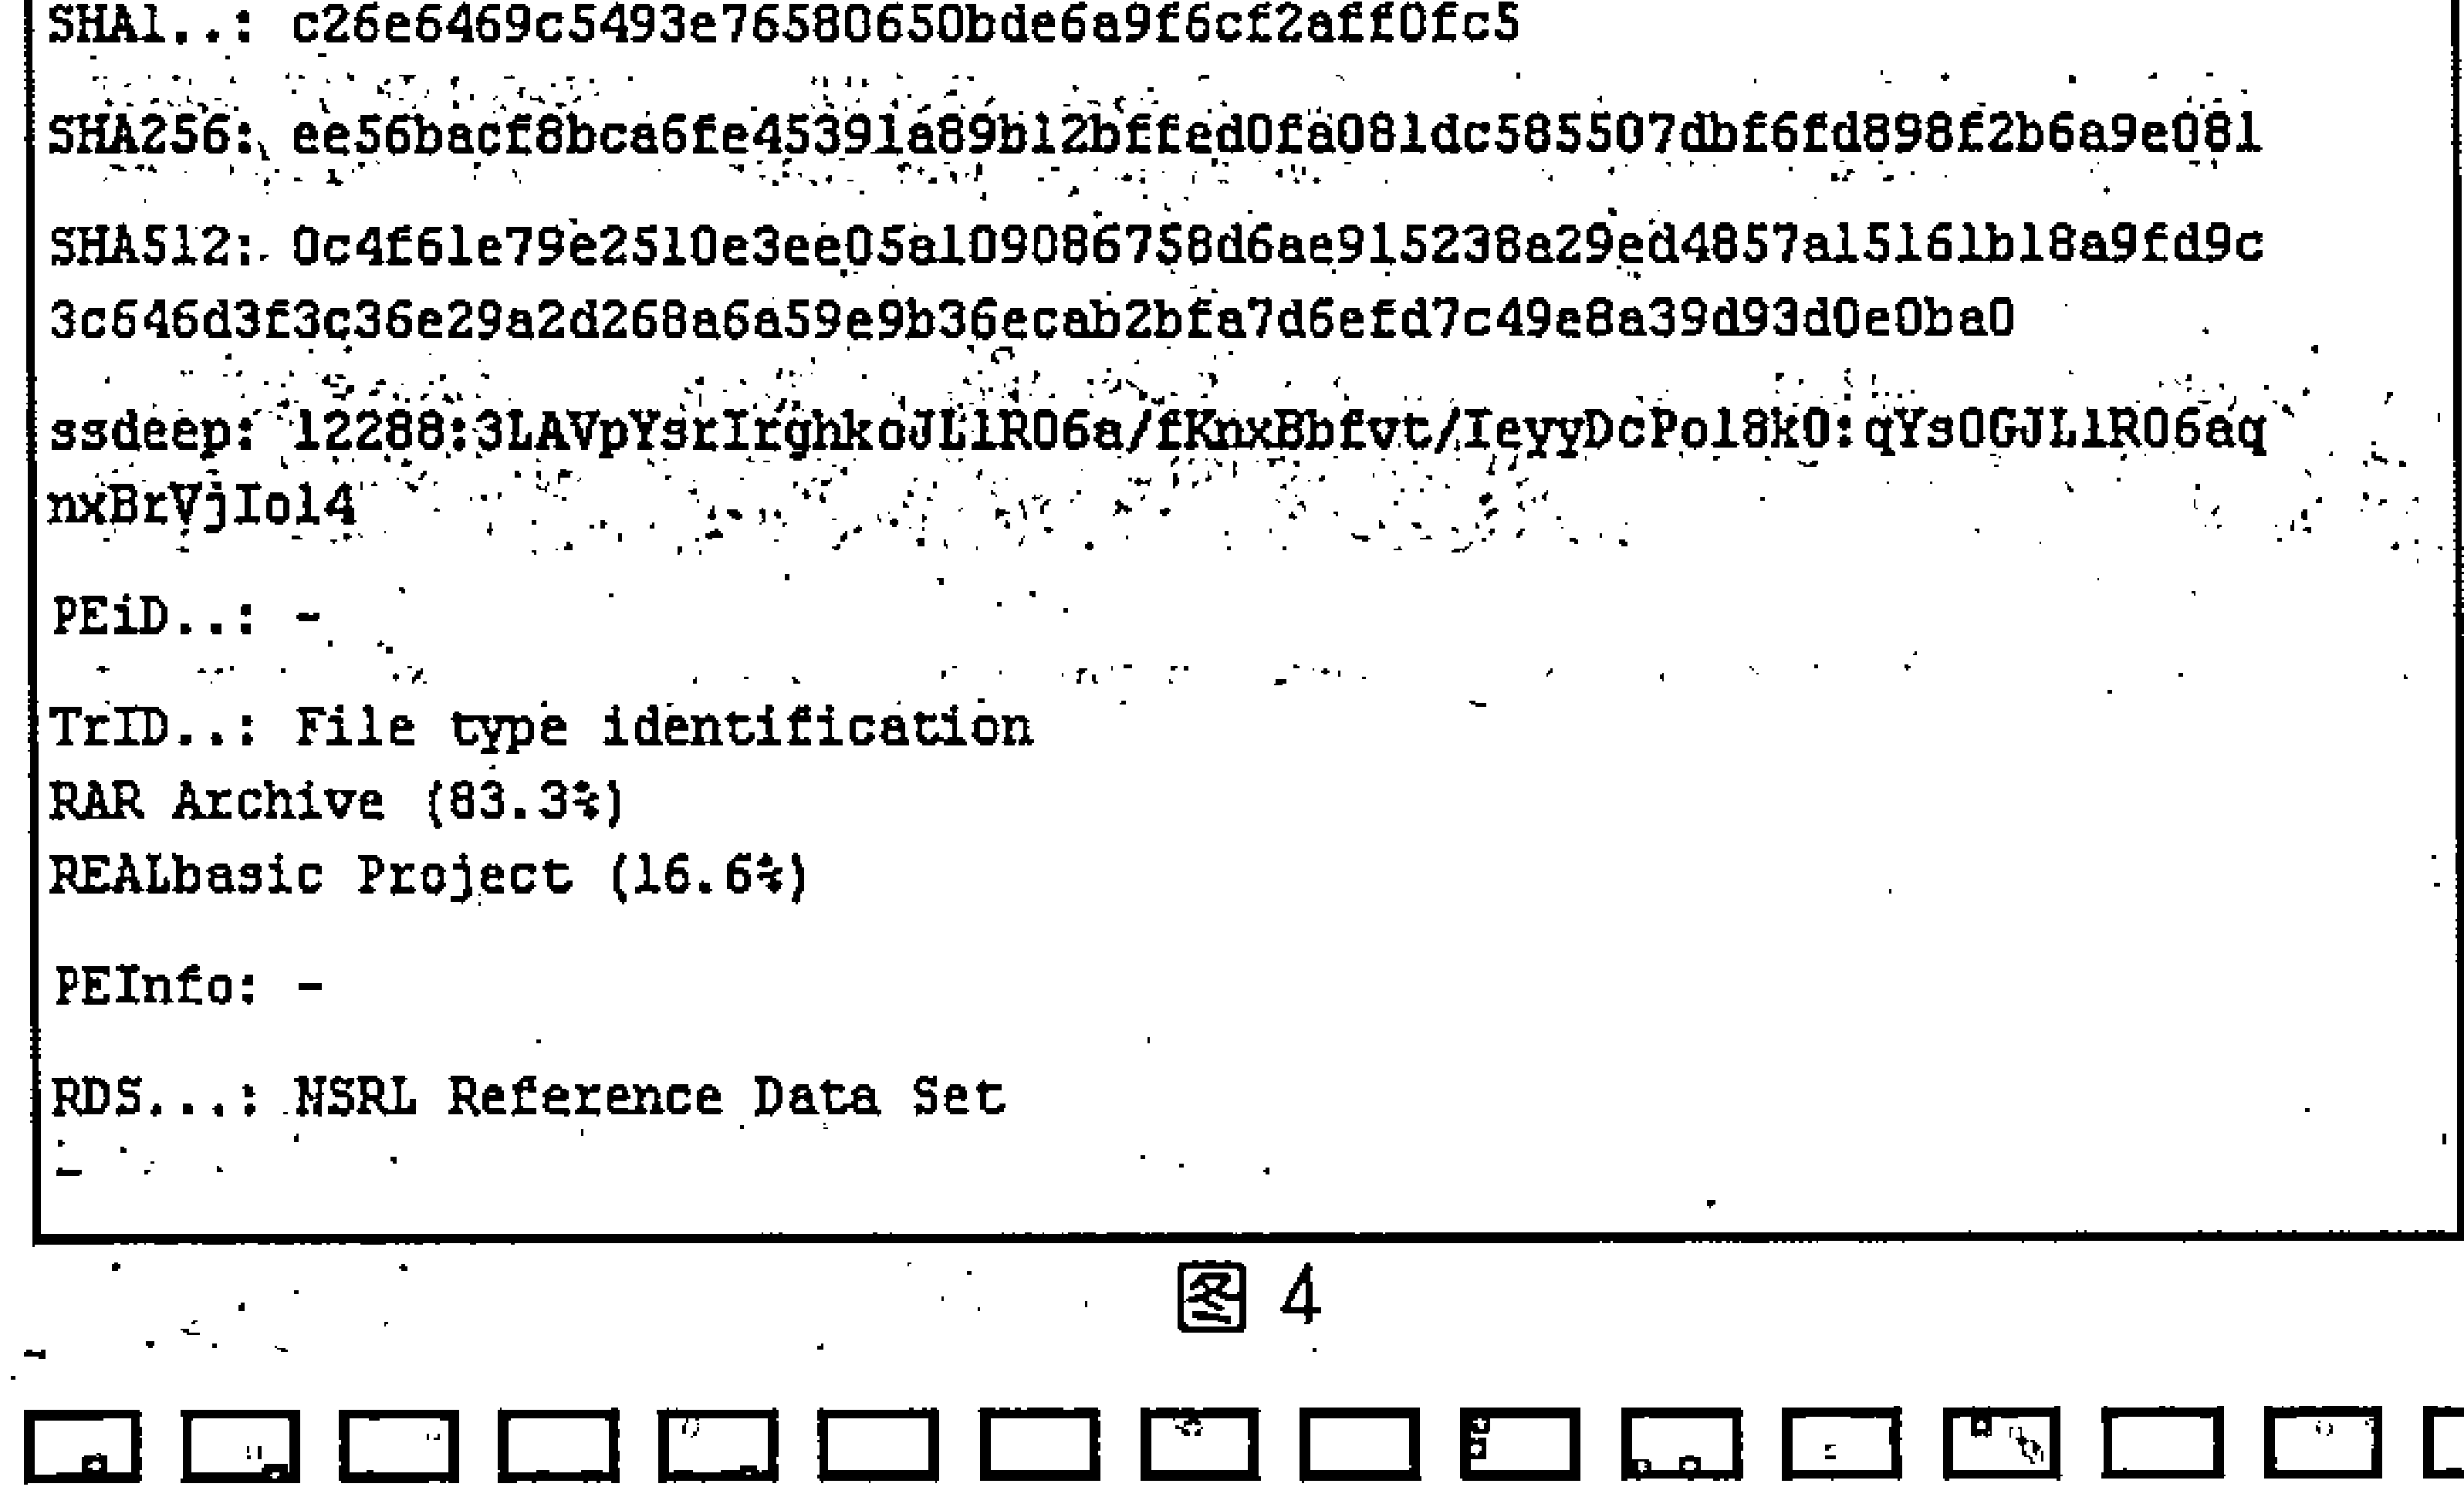 SHA1..: c26e6469c5493e76580650bde6a9f6cf2aff0fc5
SHA256: ee56bacf8bca6fe45391a89b12bffed0fa081dc585507dbf6fd898f2b6a9e081
SHA512: 0c4f61e79e2510e3ee05a109086758d6ae915238a29ed4857a15161b18a9fd9c
3c646d3f3c36e29a2d268a6a59e9b36ecab2bfa7d6efd7c49e8a39d93d0e0ba0
ssdeep: 12288:3LAVpYsrIrghkoJL1R06a/fKnxBbfvt/IeyyDcPol8k0:qYs0GJL1R06aq
nxBrVjIol4
PEiD..: -
TrID..: File type identification
RAR Archive (83.3%)
REALbasic Project (16.6%)
PEInfo: -
RDS...: NSRL Reference Data Set
-
图 4